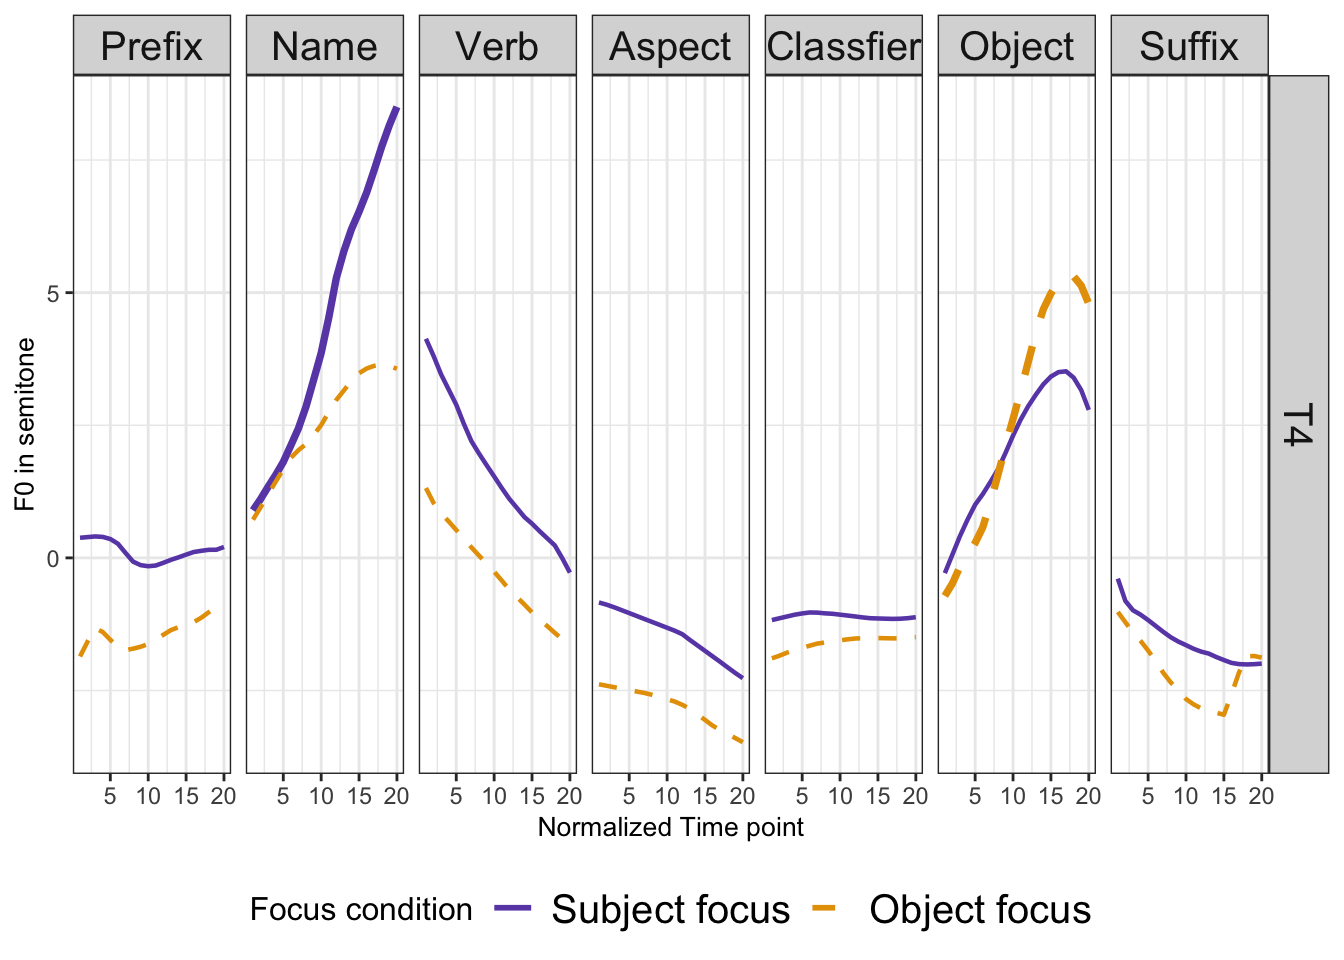 Prefix Name Verb Aspect Classfier Object Suffix
T4
5
0
F0 in semitone
5 10 15 20 5 10 15 20 5 10 15 20 5 10 15 20 5 10 15 20 5 10 15 20 5 10 15 20
Normalized Time point
Focus condition Subject focus Object focus